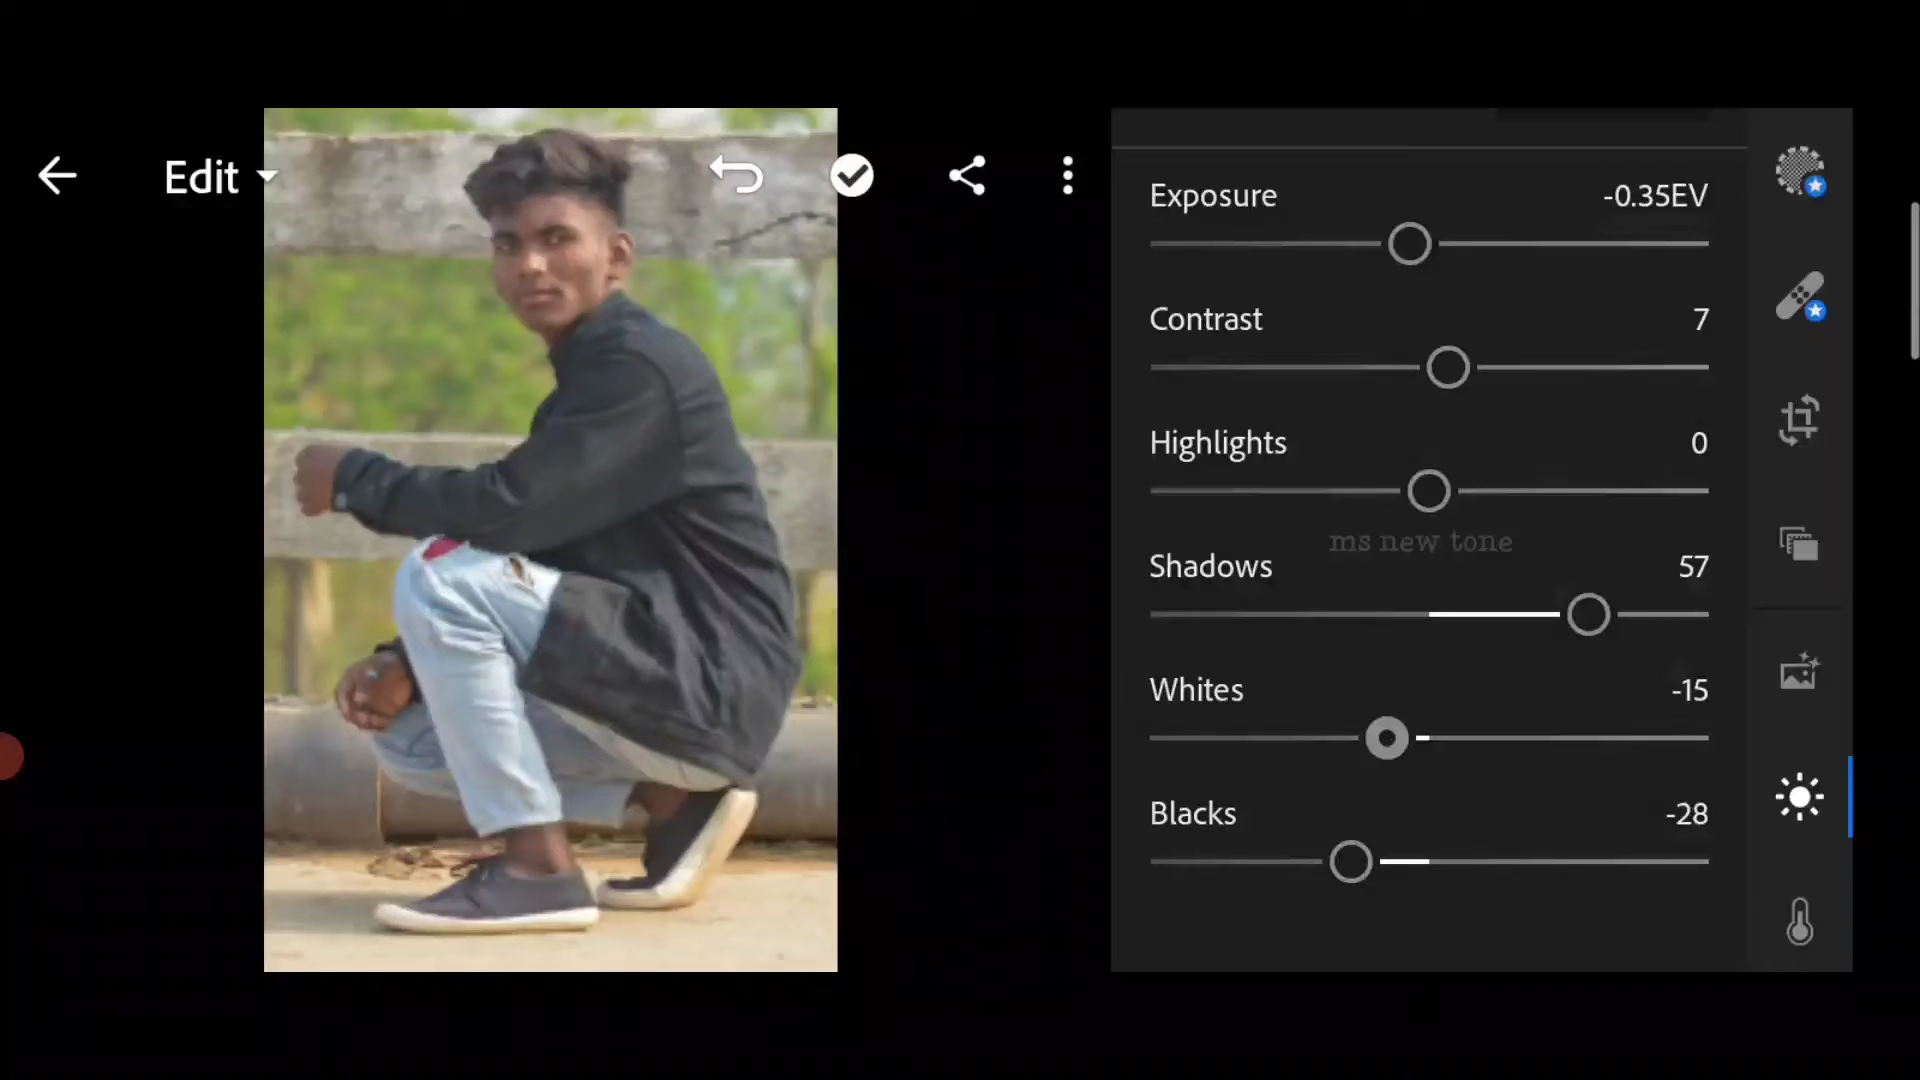 Edit
Exposure -0.35EV
Contrast 7
Highlights 0
ms new tone
Shadows 57
Whites -15
Blacks -28